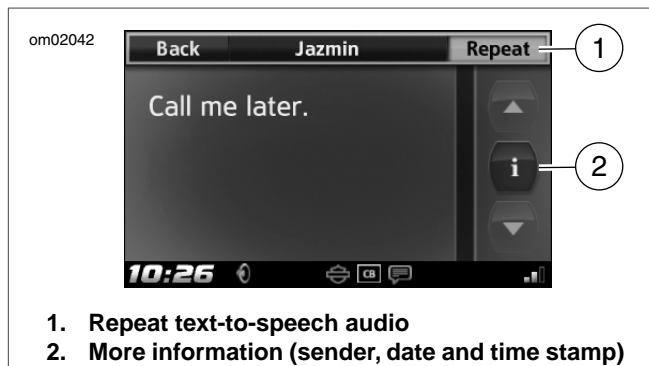 om02042
Back Jazmin Repeat
1
Call me later.
i
2
10:26 CB
1. Repeat text-to-speech audio
2. More information (sender, date and time stamp)